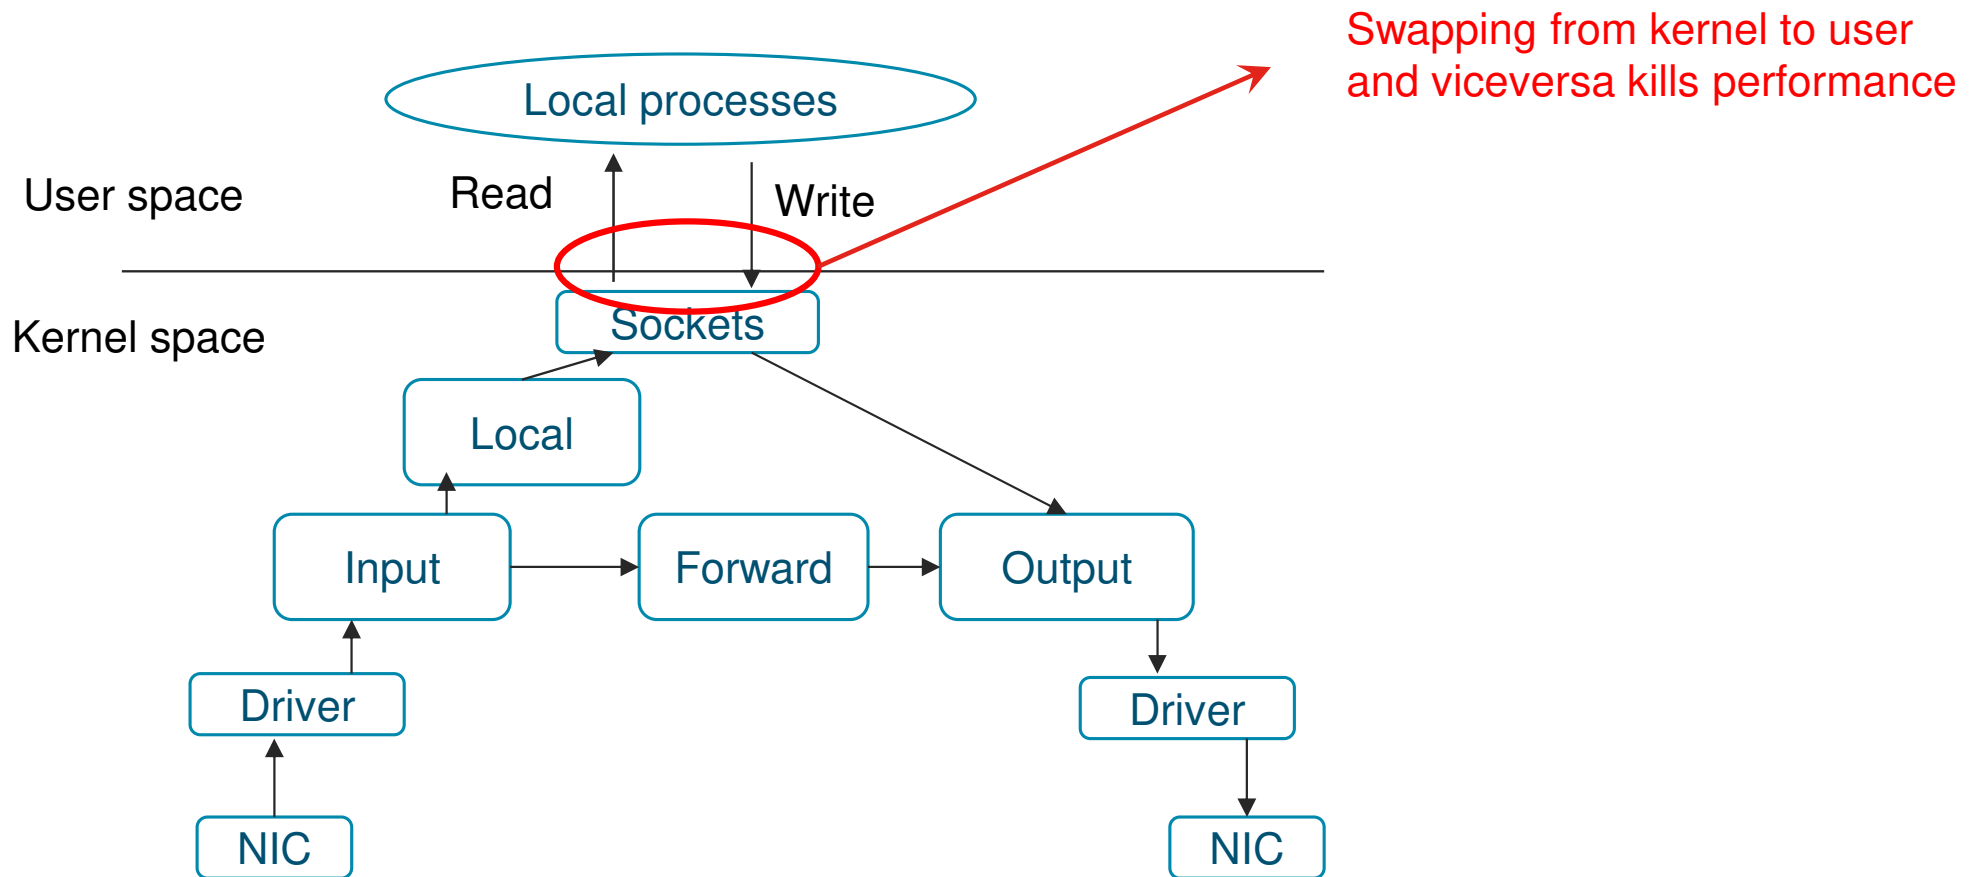 Swapping from kernel to user
and viceversa kills performance
Local processes
User space
Read
Write
Kernel space
Sockets
Local
Input
Forward
Output
Driver
Driver
NIC
NIC